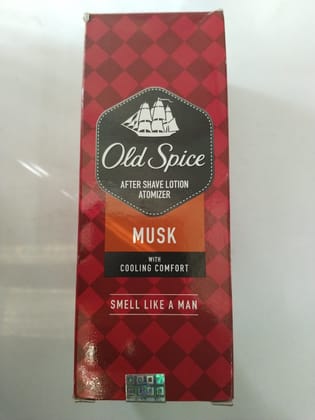 Old Spice
AFTER SHAVE LOTION
ATOMIZER
MUSK
WITH
COOLING COMFORT
SMELL LIKE A MAN